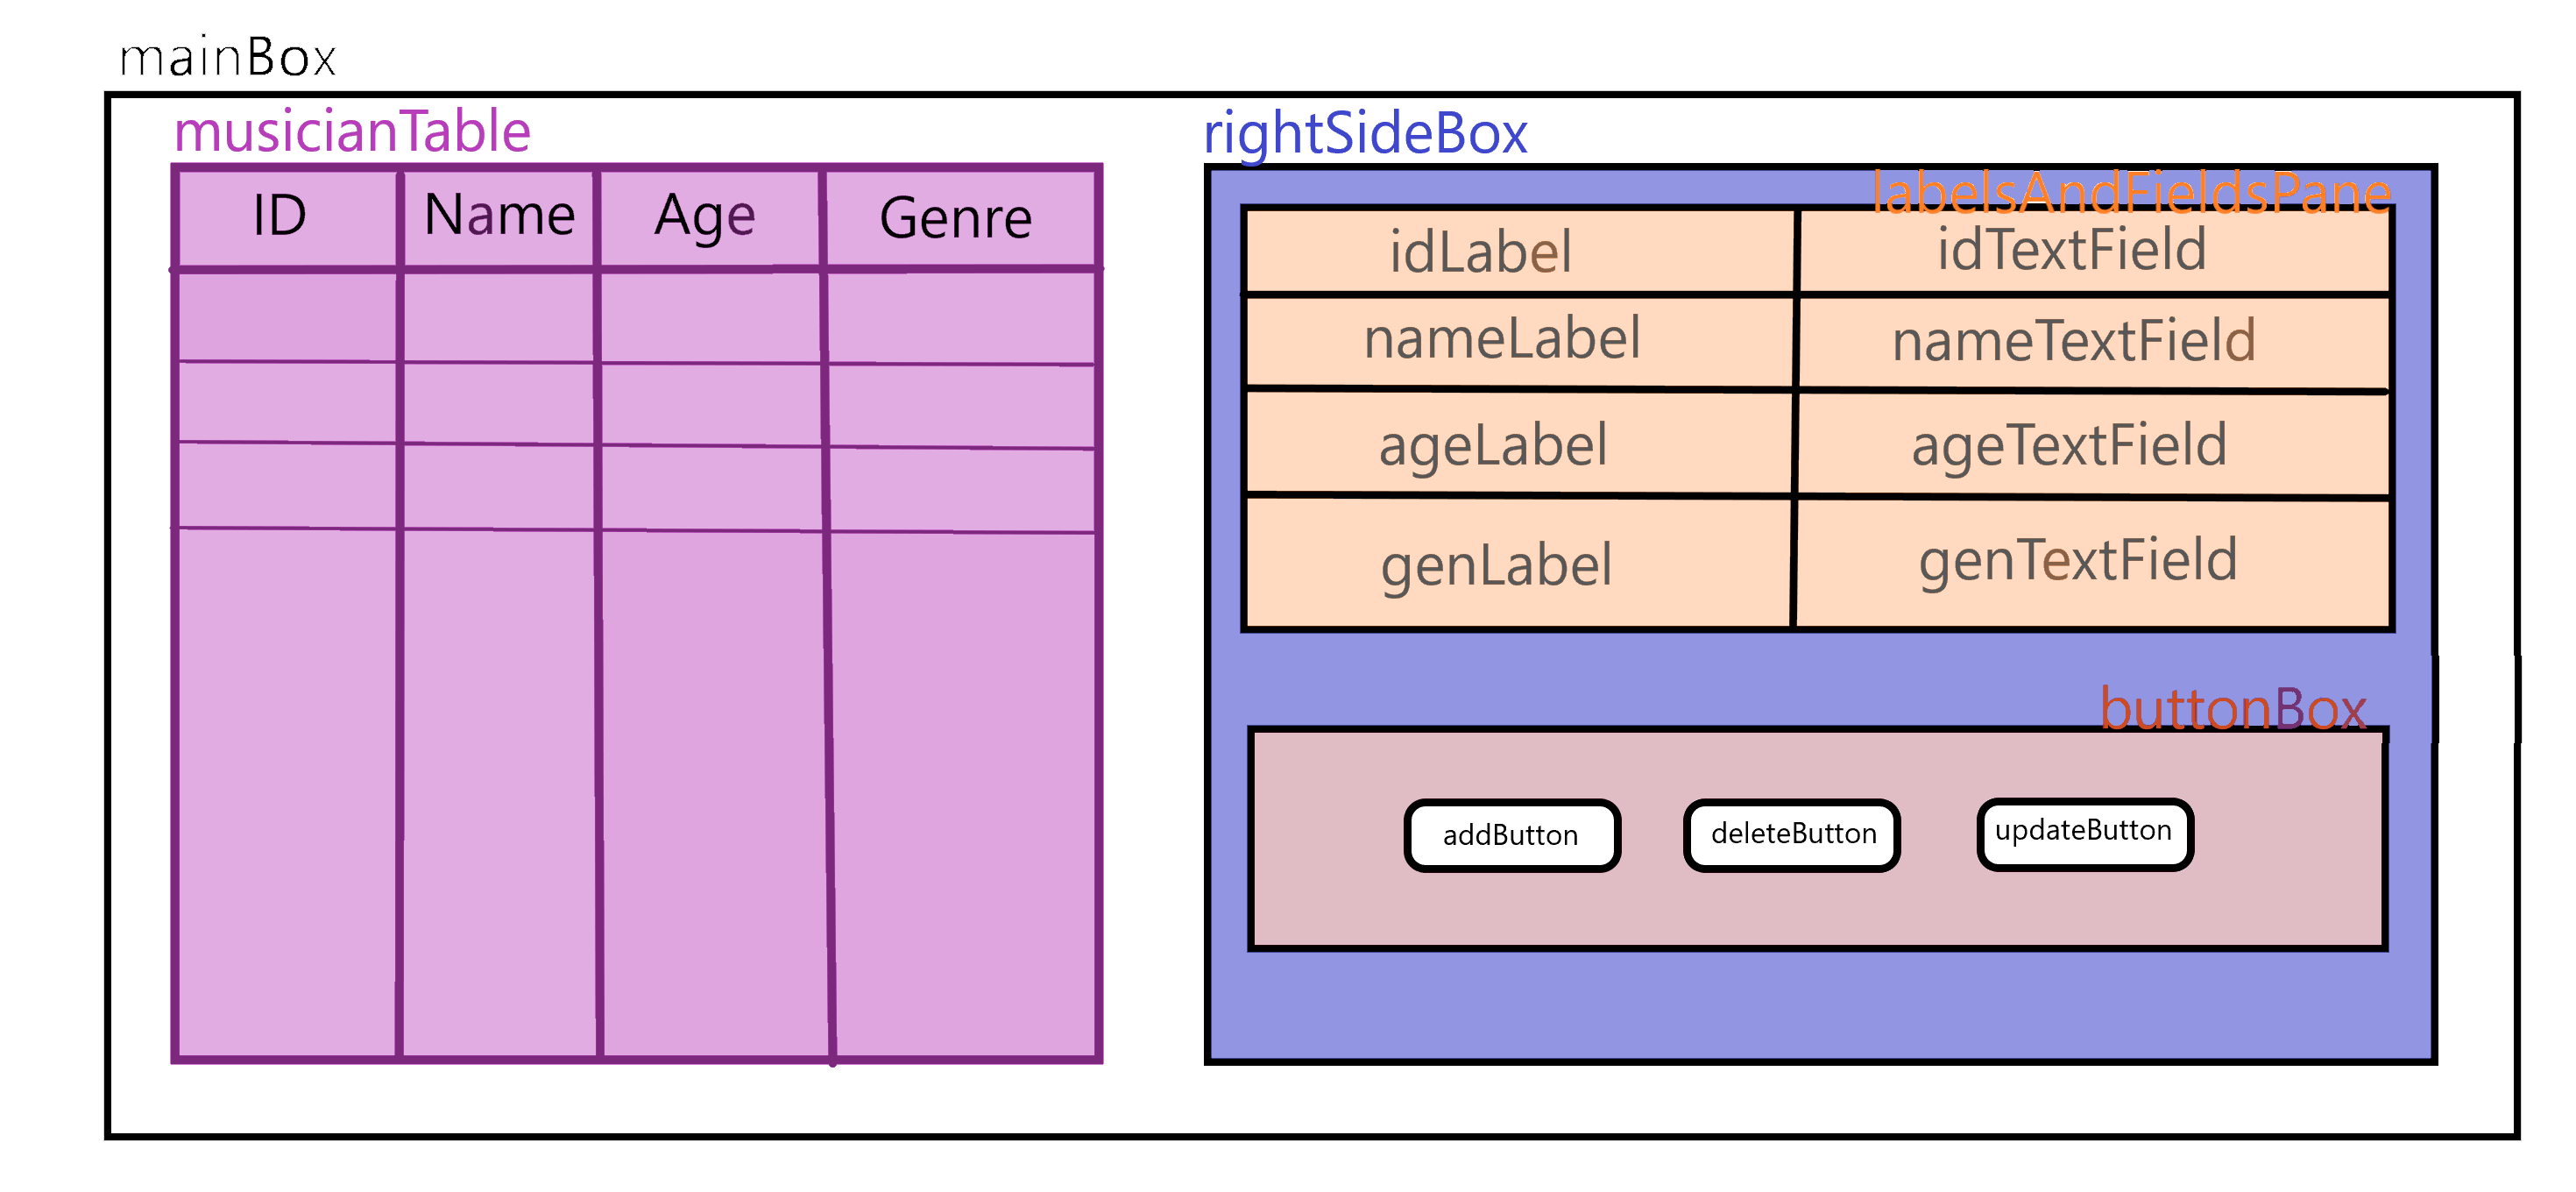 mainBox
musicianTable
ID Name Age Genre
rightSideBox
labelsAndFieldsPane
idLabel idTextField
nameLabel nameTextField
ageLabel ageTextField
genLabel genTextField
buttonBox
addButton deleteButton updateButton